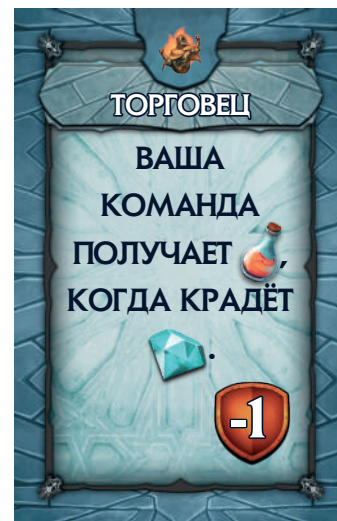 ТОРГОВЕЦ
ВАША
КОМАНДА
ПОЛУЧАЕТ ,
КОГДА КРАДЁТ
.
-1